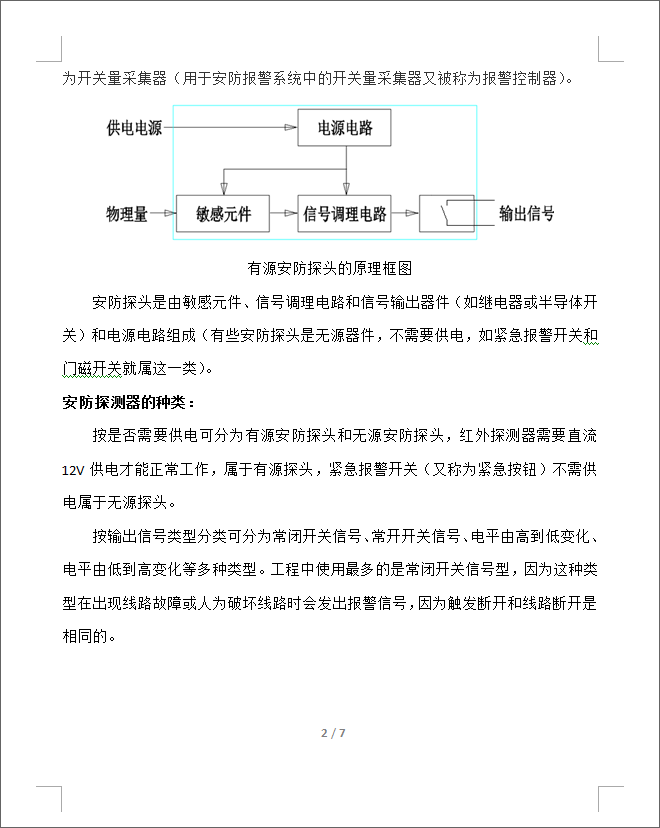 为开关量采集器（用于安防报警系统中的开关量采集器又被称为报警控制器）。
供电电源
电源电路
物理量
敏感元件
信号调理电路
输出信号
有源安防探头的原理框图
安防探头是由敏感元件、信号调理电路和信号输出器件（如继电器或半导体开
关）和电源电路组成（有些安防探头是无源器件，不需要供电，如紧急报警开关和
门磁开关就属这一类）。
安防探测器的种类：
按是否需要供电可分为有源安防探头和无源安防探头，红外探测器需要直流
12V 供电才能正常工作，属于有源探头，紧急报警开关（又称为紧急按钮）不需供
电属于无源探头。
按输出信号类型分类可分为常闭开关信号、常开开关信号、电平由高到低变化、
电平由低到高变化等多种类型。工程中使用最多的是常闭开关信号型，因为这种类
型在出现线路故障或人为破坏线路时会发出报警信号，因为触发断开和线路断开是
相同的。
2 / 7